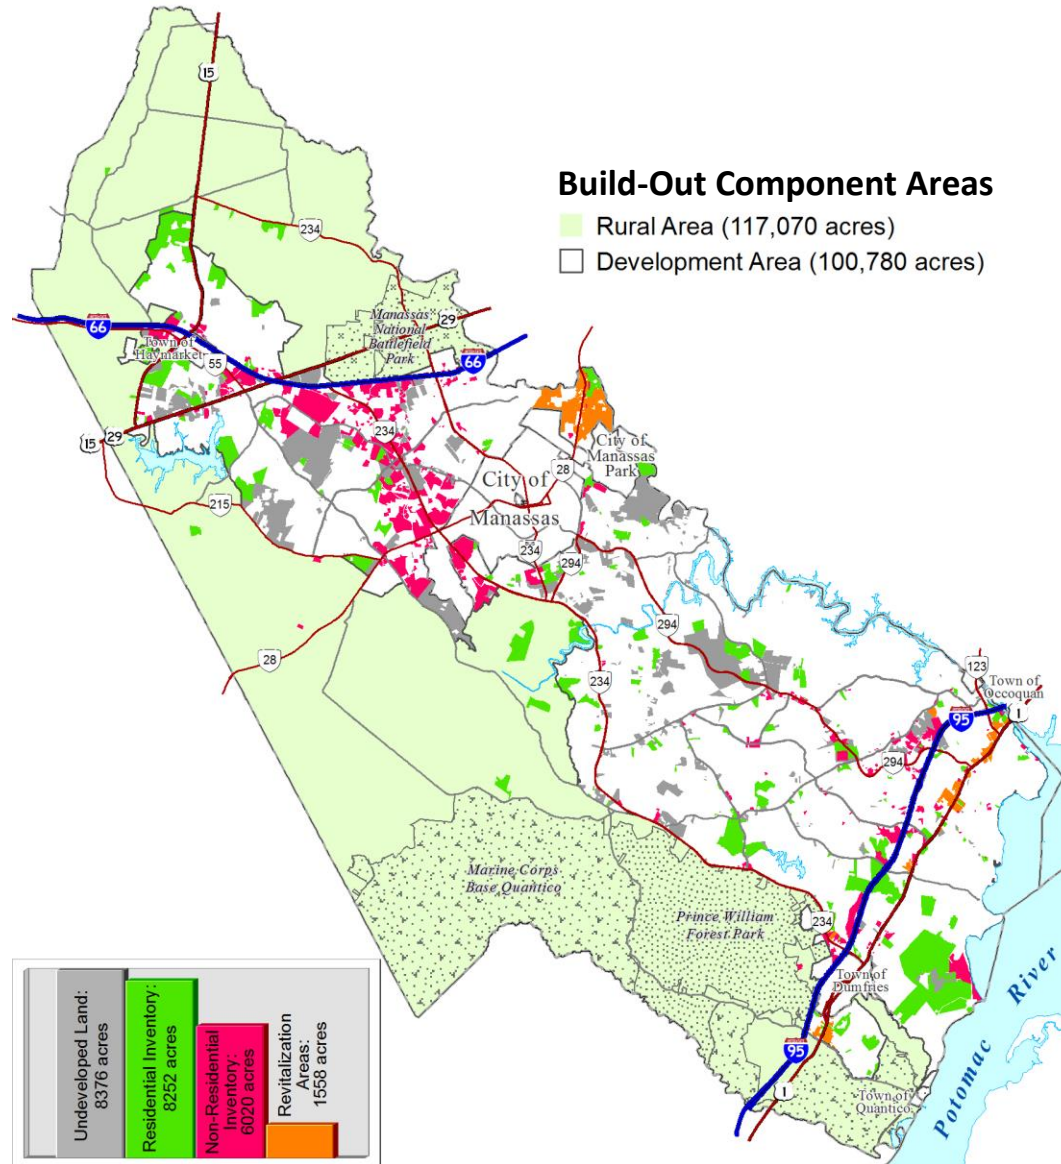 Build-Out Component Areas
Rural Area (117,070 acres)
Development Area (100,780 acres)
15
234
Manassas
National
Battlefield
Park
29
66
Town of
Haymarket
55
66
234
15
29
28
City of
Manassas
Park
City of
Manassas
215
234
294
28
294
234
123
Town of
Occoquan
1
95
294
Marine Corps
Base Quantico
Prince William
Forest Park
234
Town of
Dumfries
95
1
Town of
Quantico
Potomac River
Undeveloped Land:
8376 acres
Residential Inventory:
8252 acres
Non-Residential
Inventory:
6020 acres
Revitalization
Areas:
1558 acres